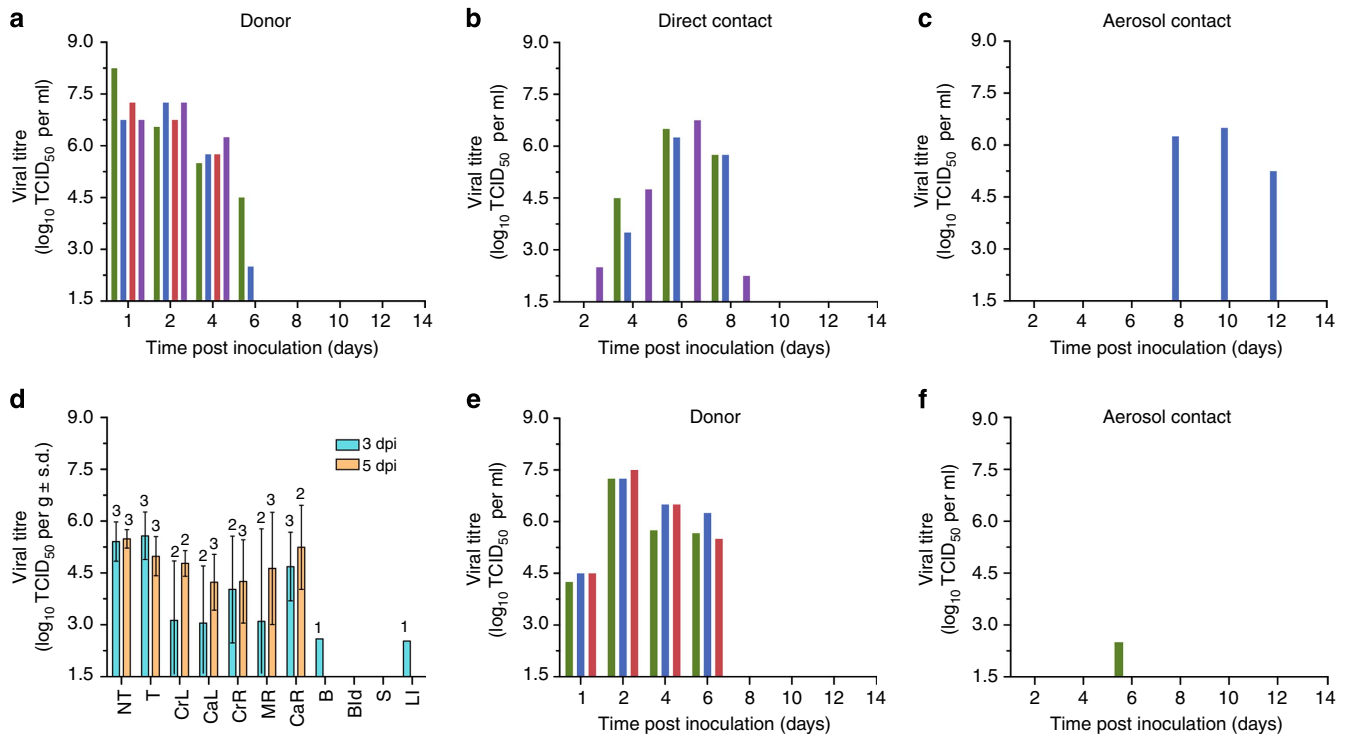 a
Donor
Viral titre
(log10 TCID50 per ml)
9.0
7.5
6.0
4.5
3.0
1.5
1 2 4 6 8 10 12 14
Time post inoculation (days)
b
Direct contact
Viral titre
(log10 TCID50 per ml)
9.0
7.5
6.0
4.5
3.0
1.5
2 4 6 8 10 12 14
Time post inoculation (days)
c
Aerosol contact
Viral titre
(log10 TCID50 per ml)
9.0
7.5
6.0
4.5
3.0
1.5
2 4 6 8 10 12 14
Time post inoculation (days)
d
Viral titre
(log10 TCID50 per g ± s.d.)
9.0
7.5
6.0
4.5
3.0
1.5
3 dpi
5 dpi
3 3 3 3 2 2 2 3 2 3 2 3 3 2 1 1
NT T CrL CaL CrR MR CaR B Bld S LI
e
Donor
Viral titre
(log10 TCID50 per ml)
9.0
7.5
6.0
4.5
3.0
1.5
1 2 4 6 8 10 12 14
Time post inoculation (days)
f
Aerosol contact
Viral titre
(log10 TCID50 per ml)
9.0
7.5
6.0
4.5
3.0
1.5
2 4 6 8 10 12 14
Time post inoculation (days)